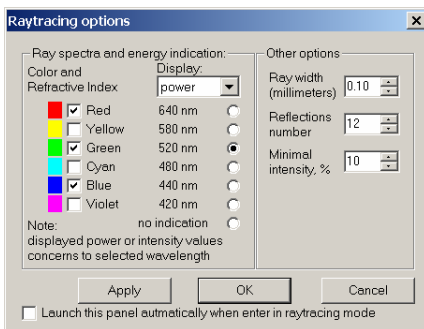 Raytracing options
Ray spectra and energy indication:
Color and
Refractive Index
Display:
power
Red 640 nm
Yellow 580 nm
Green 520 nm
Cyan 480 nm
Blue 440 nm
Violet 420 nm
no indication
Note:
displayed power or intensity values
concerns to selected wavelength
Other options
Ray width
(millimeters) 0.10
Reflections
number 12
Minimal
intensity, % 10
Apply OK Cancel
Launch this panel autmatically when enter in raytracing mode